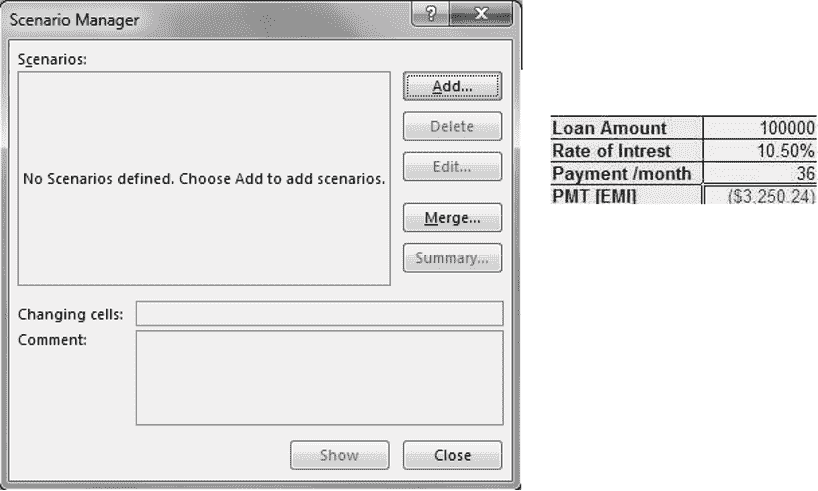 Scenario Manager
Scenarios:
Add...
Delete
Edit...
No Scenarios defined. Choose Add to add scenarios.
Merge...
Summary...
Changing cells:
Comment:
Show
Close
Loan Amount 100000
Rate of Intrest 10.50%
Payment /month 36
PMT [EMI] ($3,250.24)